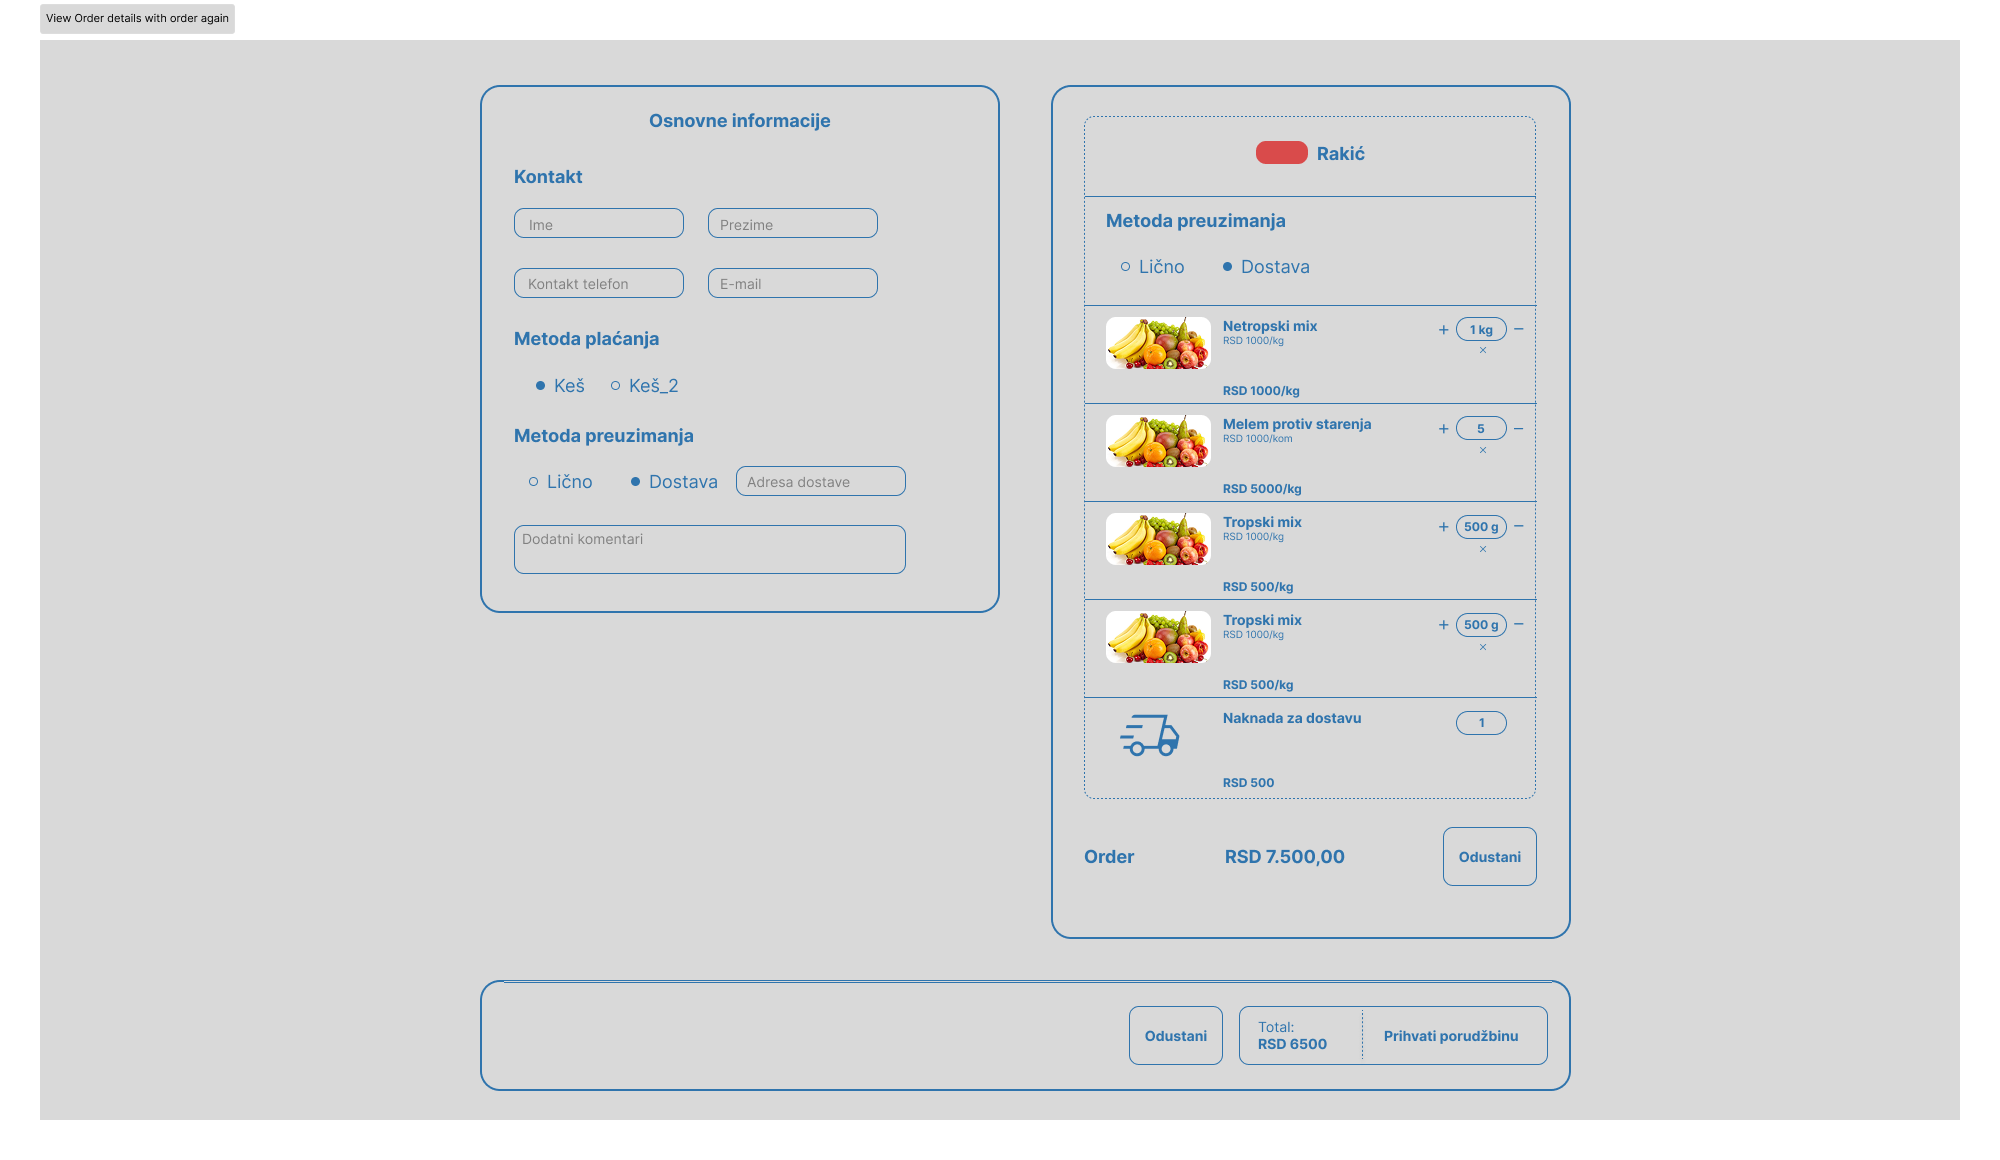 View Order details with order again
Osnovne informacije
Kontakt
Ime
Prezime
Kontakt telefon
E-mail
Metoda plaćanja
Keš
Keš_2
Metoda preuzimanja
Lično
Dostava
Adresa dostave
Dodatni komentari
Rakić
Metoda preuzimanja
Lično
Dostava
Netropski mix
RSD 1000/kg
+ 1 kg −
×
RSD 1000/kg
Melem protiv starenja
RSD 1000/kom
+ 5 −
×
RSD 5000/kg
Tropski mix
RSD 1000/kg
+ 500 g −
×
RSD 500/kg
Tropski mix
RSD 1000/kg
+ 500 g −
×
RSD 500/kg
Naknada za dostavu
1
RSD 500
Order
RSD 7.500,00
Odustani
Odustani
Total:
RSD 6500
Prihvati porudžbinu